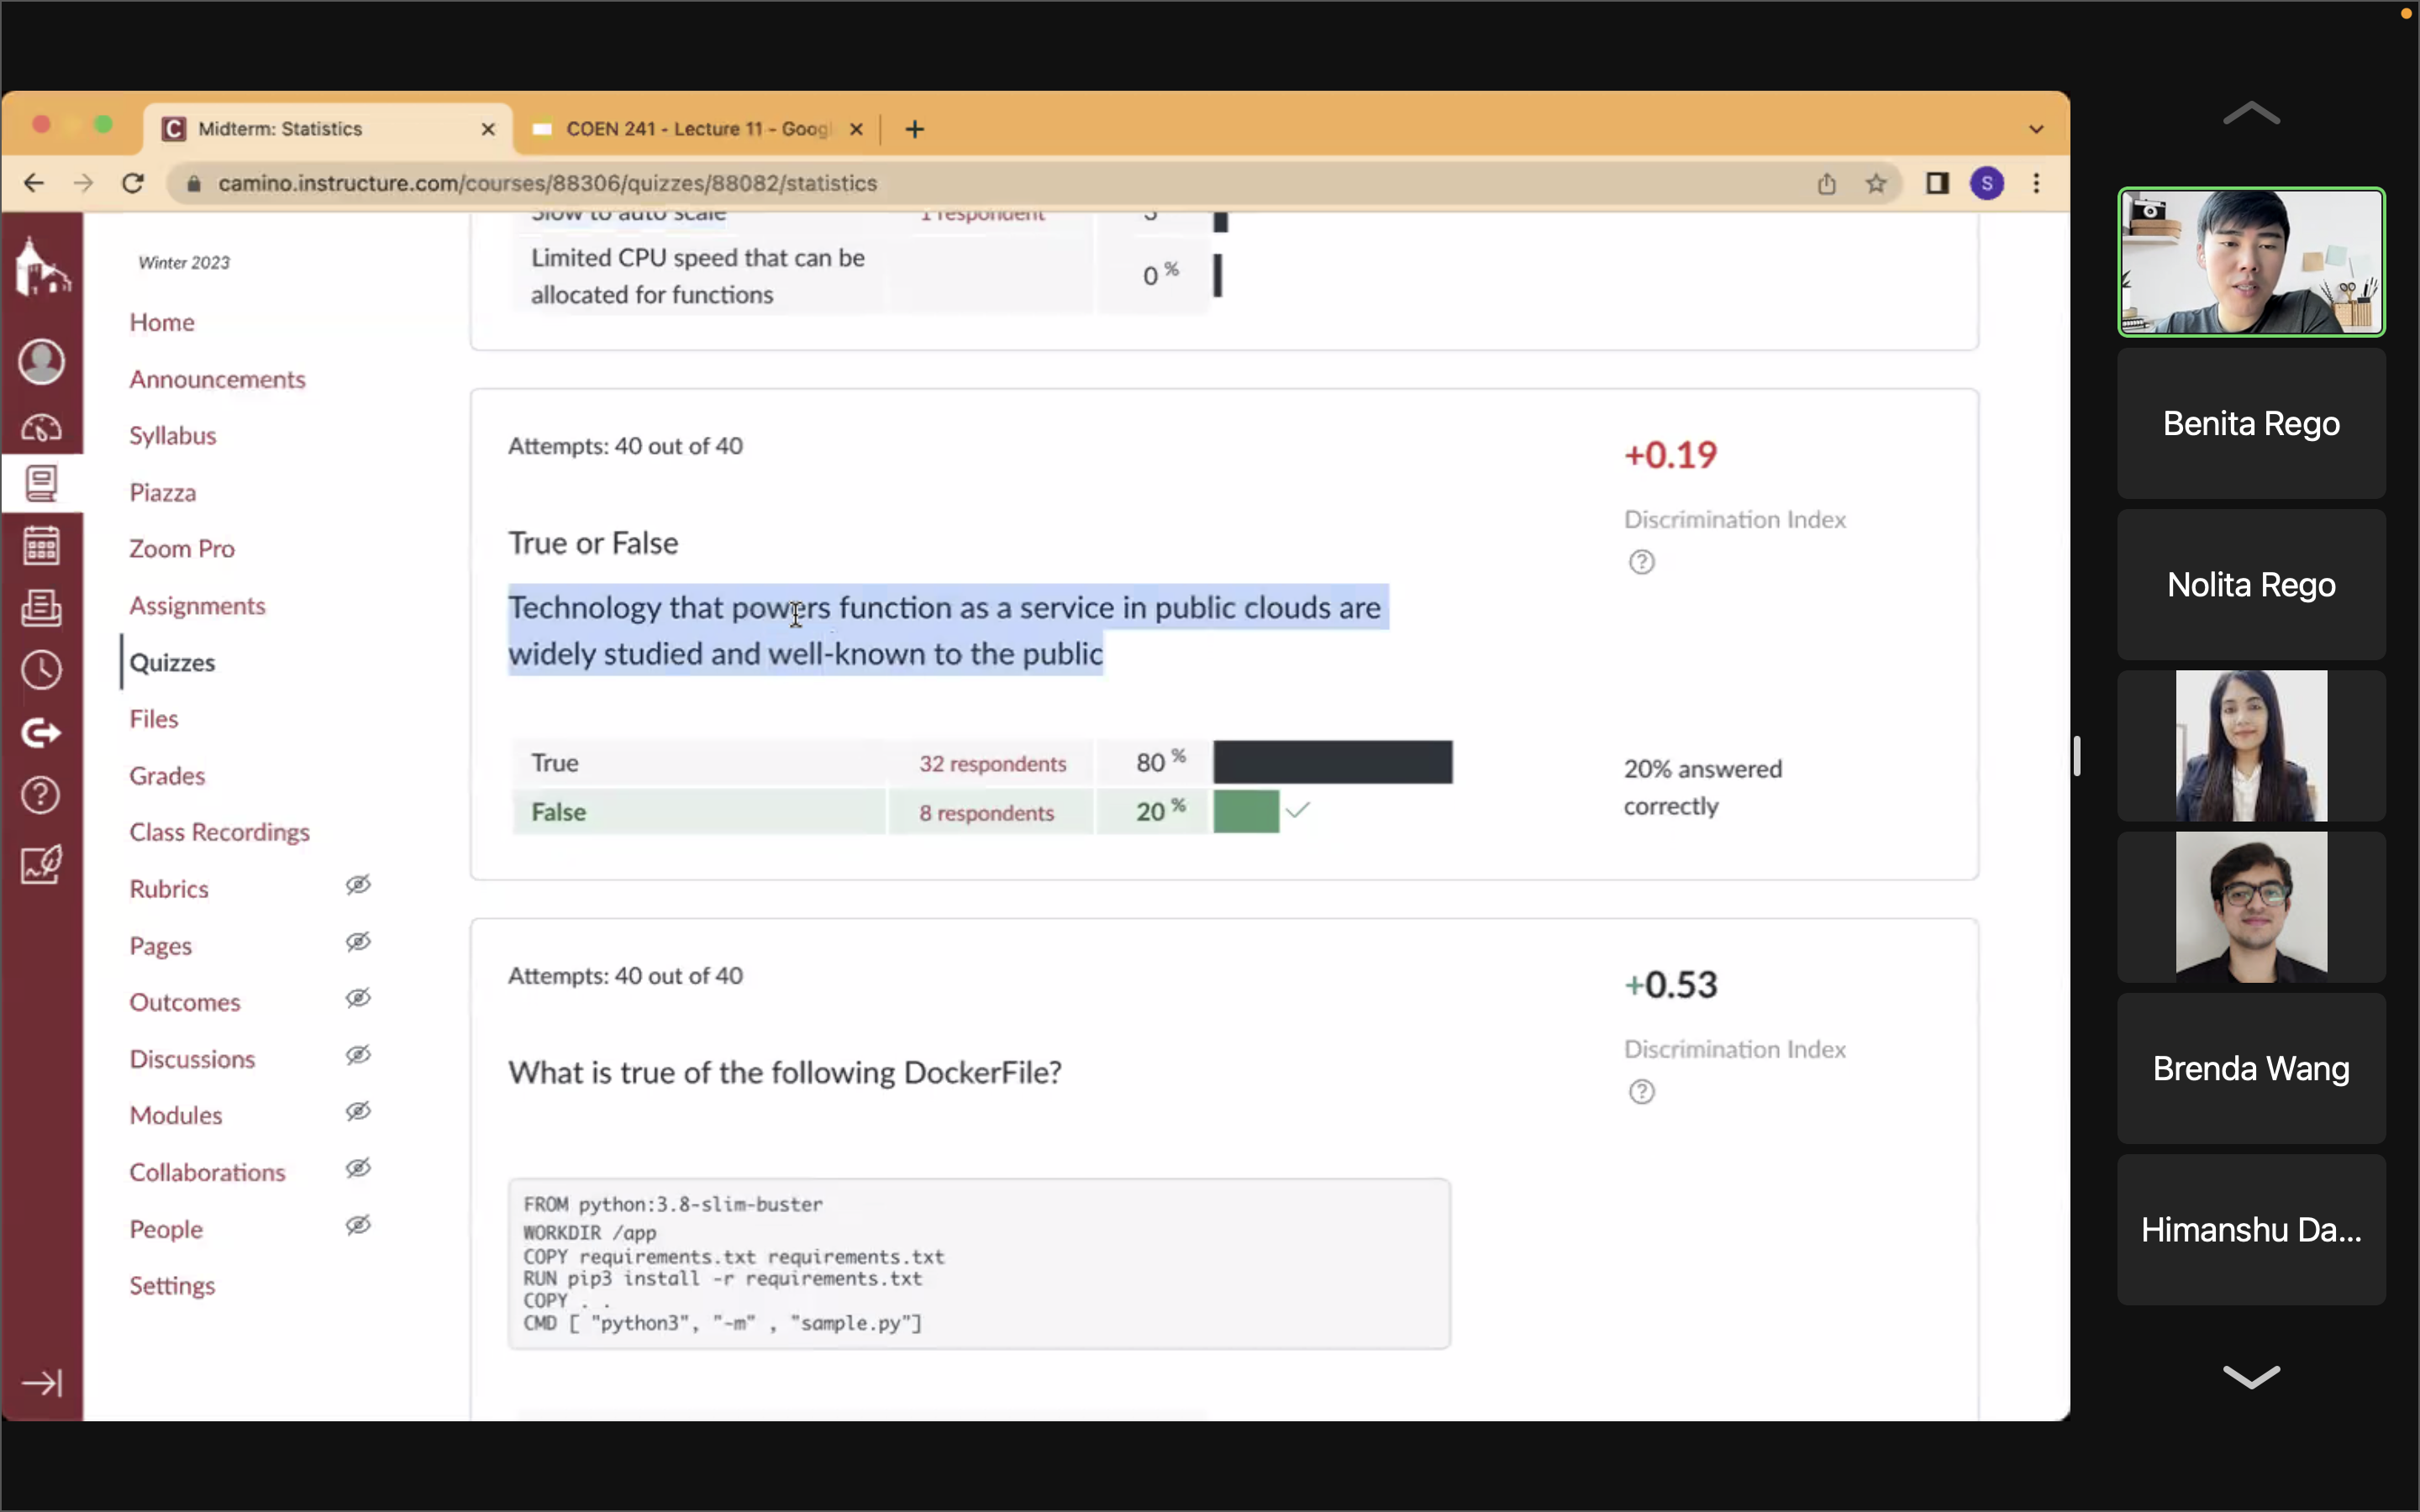 Midterm: Statistics
COEN 241 - Lecture 11 - Goog
camino.instructure.com/courses/88306/quizzes/88082/statistics
S
Winter 2023
Home
Announcements
Syllabus
Piazza
Zoom Pro
Assignments
Quizzes
Files
Grades
Class Recordings
Rubrics
Pages
Outcomes
Discussions
Modules
Collaborations
People
Settings
Slow to auto scale 1 respondent 3
Limited CPU speed that can be
allocated for functions
0 %
Attempts: 40 out of 40
+0.19
Discrimination Index
?
True or False
Technology that powers function as a service in public clouds are
widely studied and well-known to the public
True 32 respondents 80 %
False 8 respondents 20 %
20% answered
correctly
Attempts: 40 out of 40
+0.53
Discrimination Index
?
What is true of the following DockerFile?
FROM python:3.8-slim-buster
WORKDIR /app
COPY requirements.txt requirements.txt
RUN pip3 install -r requirements.txt
COPY . .
CMD [ "python3", "-m" , "sample.py"]
Benita Rego
Nolita Rego
Brenda Wang
Himanshu Da...